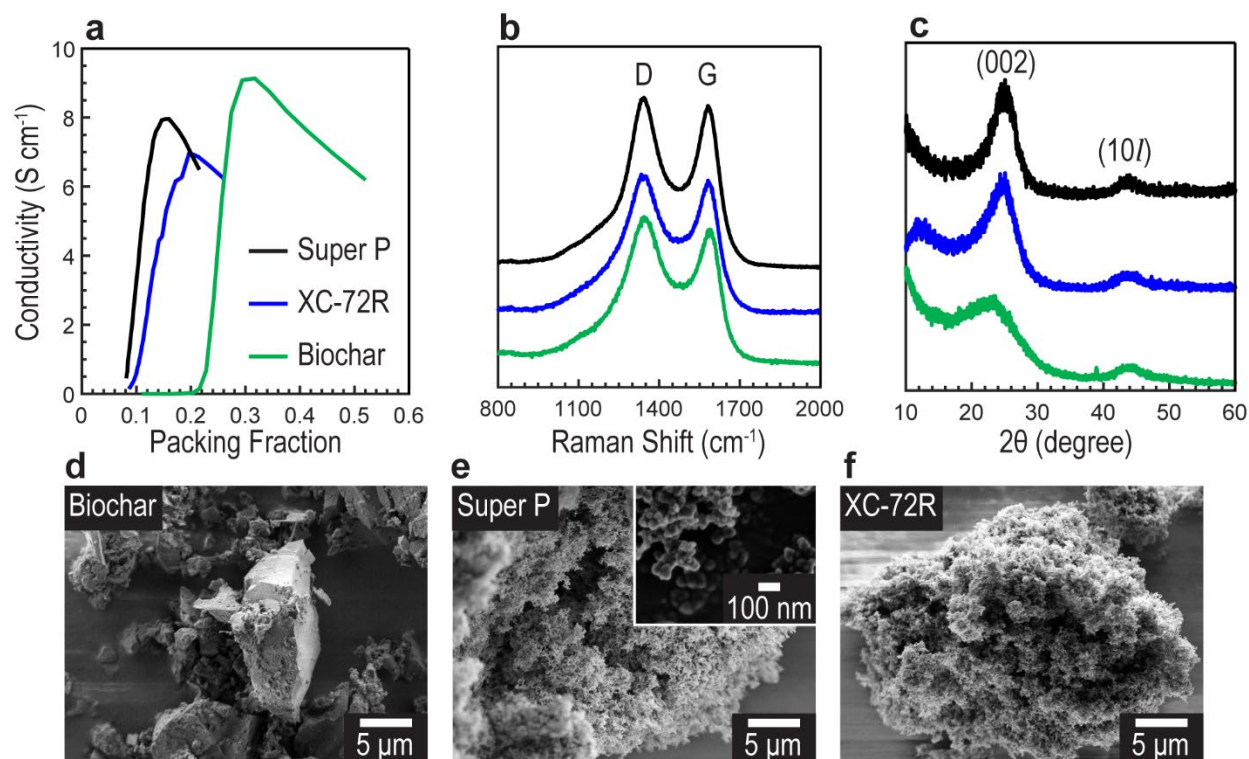 a
10
8
6
4
2
0
Conductivity (S cm⁻¹)
Super P
XC-72R
Biochar
0 0.1 0.2 0.3 0.4 0.5 0.6
Packing Fraction
b
D G
800 1100 1400 1700 2000
Raman Shift (cm⁻¹)
c
(002)
(10l)
10 20 30 40 50 60
2θ (degree)
d
Biochar
5 µm
e
Super P
100 nm
5 µm
f
XC-72R
5 µm